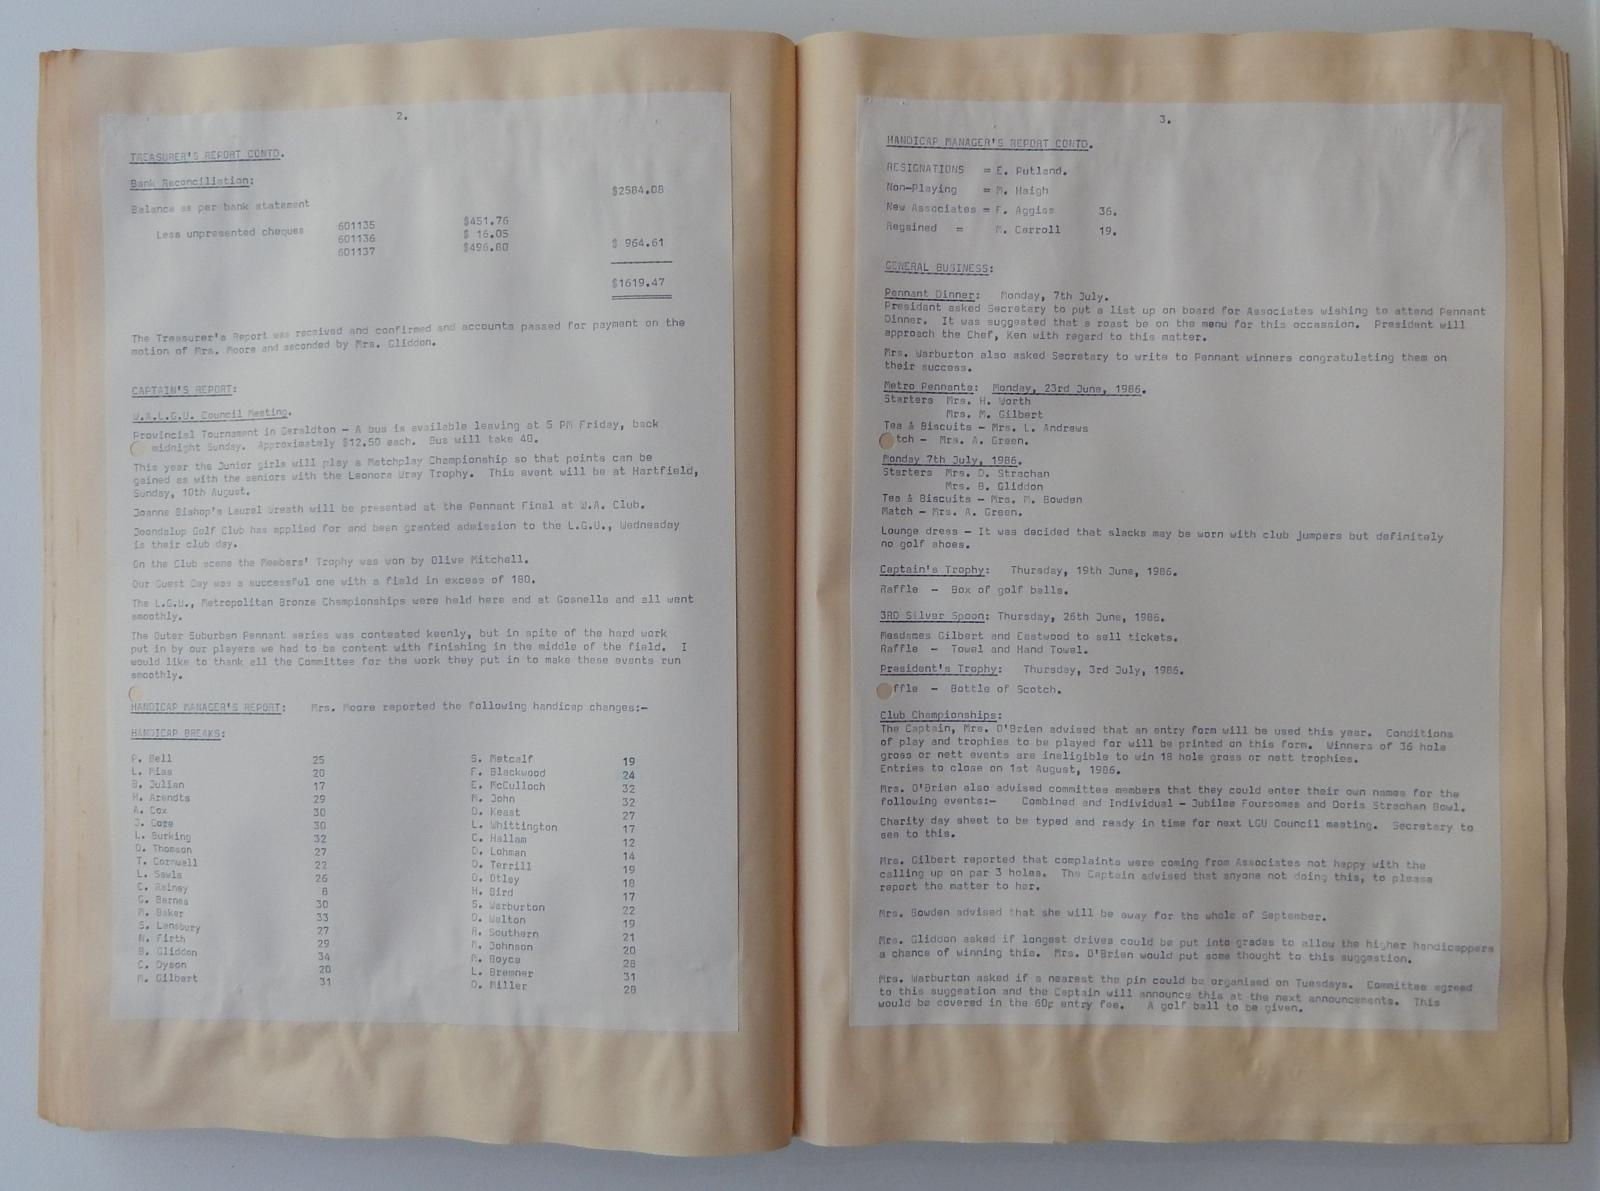 2.
TREASURER'S REPORT CONTD.
Bank Reconciliation:
Balance as per bank statement $2584.08
Less unpresented cheques 601135 $451.76
601136 $ 16.05
601137 $496.80 $ 964.61
$1619.47
The Treasurer's Report was received and confirmed and accounts passed for payment on the
motion of Mrs. Moore and seconded by Mrs. Gliddon.
CAPTAIN'S REPORT:
W.A.L.G.U. Council Meeting.
Provincial Tournament in Geraldton - A bus is available leaving at 5 PM Friday, back
midnight Sunday. Approximately $12.50 each. Bus will take 40.
This year the Junior girls will play a Matchplay Championship so that points can be
gained as with the seniors with the Leonora Wray Trophy. This event will be at Hartfield,
Sunday, 10th August.
Joanne Bishop's Laurel Wreath will be presented at the Pennant Final at W.A. Club.
Joondalup Golf Club has applied for and been granted admission to the L.G.U., Wednesday
is their club day.
On the Club scene the Members' Trophy was won by Olive Mitchell.
Our Guest Day was a successful one with a field in excess of 180.
The L.G.U., Metropolitan Bronze Championships were held here and at Gosnells and all went
smoothly.
The Outer Suburban Pennant series was contested keenly, but in spite of the hard work
put in by our players we had to be content with finishing in the middle of the field. I
would like to thank all the Committee for the work they put in to make these events run
smoothly.
HANDICAP MANAGER'S REPORT: Mrs. Moore reported the following handicap changes:-
HANDICAP BREAKS:
P. Bell 25 S. Metcalf 19
L. Mias 20 F. Blackwood 24
B. Julian 17 E. McCulloch 32
H. Arendts 29 M. John 32
A. Cox 30 D. Keast 27
J. Core 30 L. Whittington 17
L. Burking 32 C. Hallam 12
D. Thomson 27 D. Lohman 14
T. Cornwell 22 D. Terrill 19
L. Sawls 26 D. Otley 18
C. Rainey 8 H. Bird 17
G. Barnes 30 S. Warburton 22
M. Baker 33 D. Walton 19
S. Lansbury 27 R. Southern 21
N. Firth 29 M. Johnson 20
B. Gliddon 34 M. Boyce 28
C. Dyson 20 L. Bremner 31
M. Gilbert 31 D. Miller 28
3.
HANDICAP MANAGER'S REPORT CONTD.
RESIGNATIONS = E. Putland.
Non-Playing = M. Haigh
New Associates = F. Aggiss 36.
Regained = M. Carroll 19.
GENERAL BUSINESS:
Pennant Dinner: Monday, 7th July.
President asked Secretary to put a list up on board for Associates wishing to attend Pennant
Dinner. It was suggested that a roast be on the menu for this occassion. President will
approach the Chef, Ken with regard to this matter.
Mrs. Warburton also asked Secretary to write to Pennant winners congratulating them on
their success.
Metro Pennants: Monday, 23rd June, 1986.
Starters Mrs. H. Worth
Mrs. M. Gilbert
Tea & Biscuits - Mrs. L. Andrews
tch - Mrs. A. Green.
Monday 7th July, 1986.
Starters Mrs. D. Strachan
Mrs. B. Gliddon
Tea & Biscuits - Mrs. M. Bowden
Match - Mrs. A. Green.
Lounge dress - It was decided that slacks may be worn with club jumpers but definitely
no golf shoes.
Captain's Trophy: Thursday, 19th June, 1986.
Raffle - Box of golf balls.
3RD Silver Spoon: Thursday, 26th June, 1986.
Mesdames Gilbert and Eastwood to sell tickets.
Raffle - Towel and Hand Towel.
President's Trophy: Thursday, 3rd July, 1986.
ffle - Bottle of Scotch.
Club Championships:
The Captain, Mrs. O'Brien advised that an entry form will be used this year. Conditions
of play and trophies to be played for will be printed on this form. Winners of 36 hole
gross or nett events are ineligible to win 18 hole gross or nett trophies.
Entries to close on 1st August, 1986.
Mrs. O'Brien also advised committee members that they could enter their own names for the
following events:- Combined and Individual - Jubilee Foursomes and Doris Strachan Bowl.
Charity day sheet to be typed and ready in time for next LGU Council meeting. Secretary to
see to this.
Mrs. Gilbert reported that complaints were coming from Associates not happy with the
calling up on par 3 holes. The Captain advised that anyone not doing this, to please
report the matter to her.
Mrs. Bowden advised that she will be away for the whole of September.
Mrs. Gliddon asked if longest drives could be put into grades to allow the higher handicappers
a chance of winning this. Mrs. O'Brien would put some thought to this suggestion.
Mrs. Warburton asked if a nearest the pin could be organised on Tuesdays. Committee agreed
to this suggestion and the Captain will announce this at the next announcements. This
would be covered in the 60¢ entry fee. A golf ball to be given.